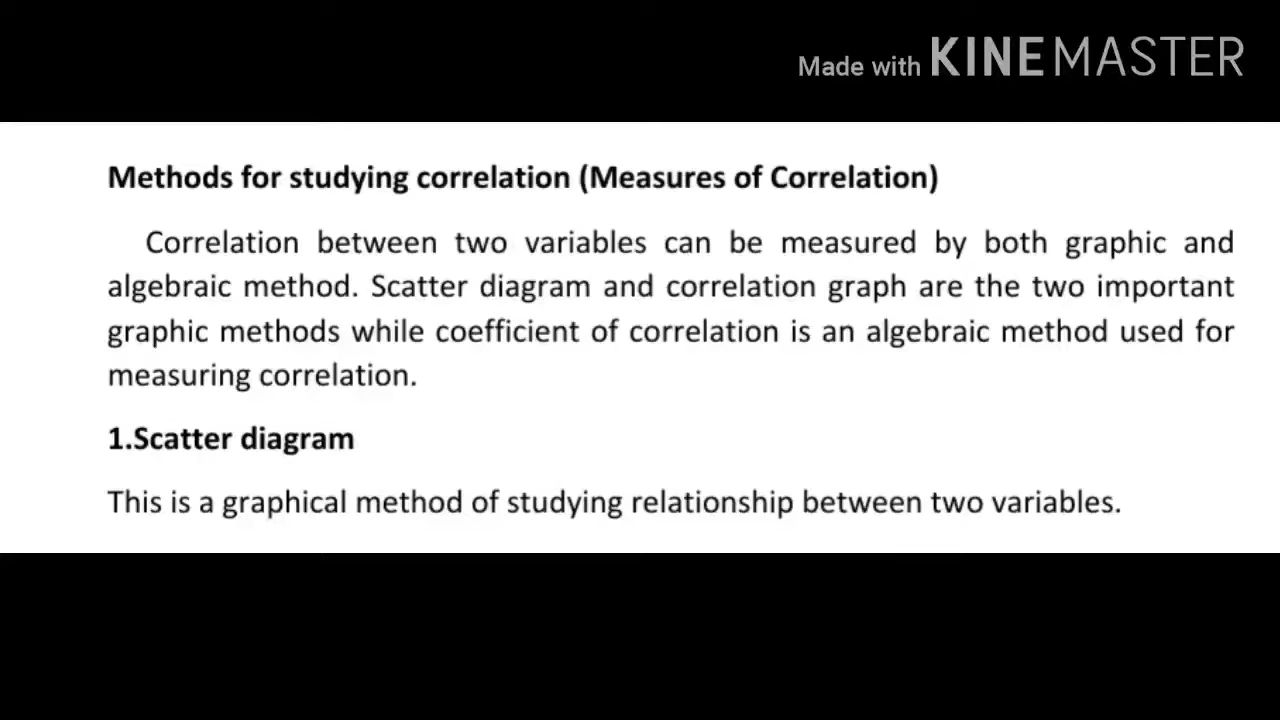 Made with KINEMASTER
Methods for studying correlation (Measures of Correlation)
Correlation between two variables can be measured by both graphic and
algebraic method. Scatter diagram and correlation graph are the two important
graphic methods while coefficient of correlation is an algebraic method used for
measuring correlation.
1.Scatter diagram
This is a graphical method of studying relationship between two variables.